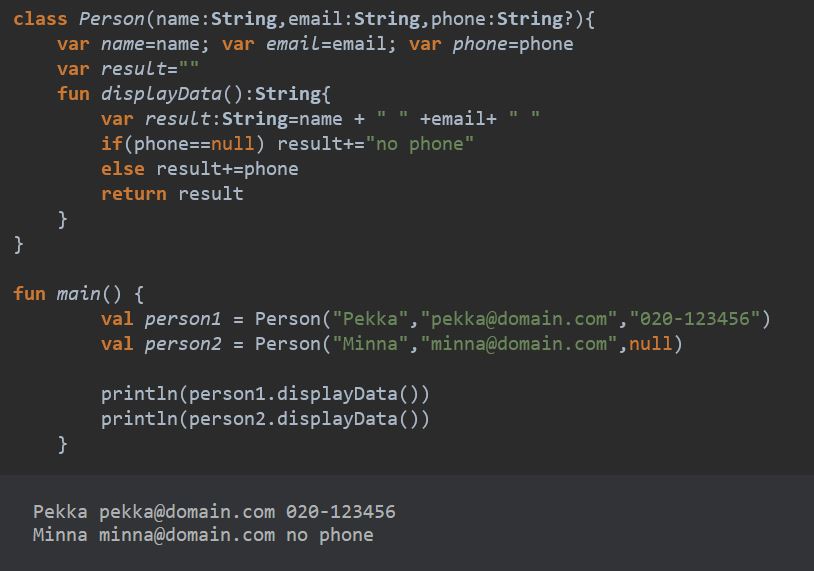 class Person(name:String,email:String,phone:String?){
    var name=name; var email=email; var phone=phone
    var result=""
    fun displayData():String{
        var result:String=name + " " +email+ " "
        if(phone==null) result+="no phone"
        else result+=phone
        return result
    }
}

fun main() {
        val person1 = Person("Pekka","pekka@domain.com","020-123456")
        val person2 = Person("Minna","minna@domain.com",null)

        println(person1.displayData())
        println(person2.displayData())
    }

Pekka pekka@domain.com 020-123456
Minna minna@domain.com no phone